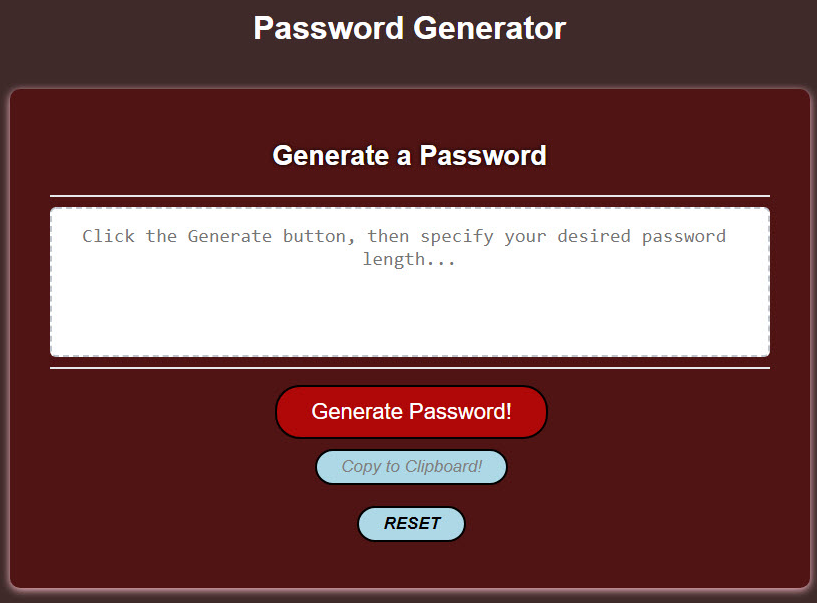 Password Generator
Generate a Password
Click the Generate button, then specify your desired password
length...
Generate Password!
Copy to Clipboard!
RESET